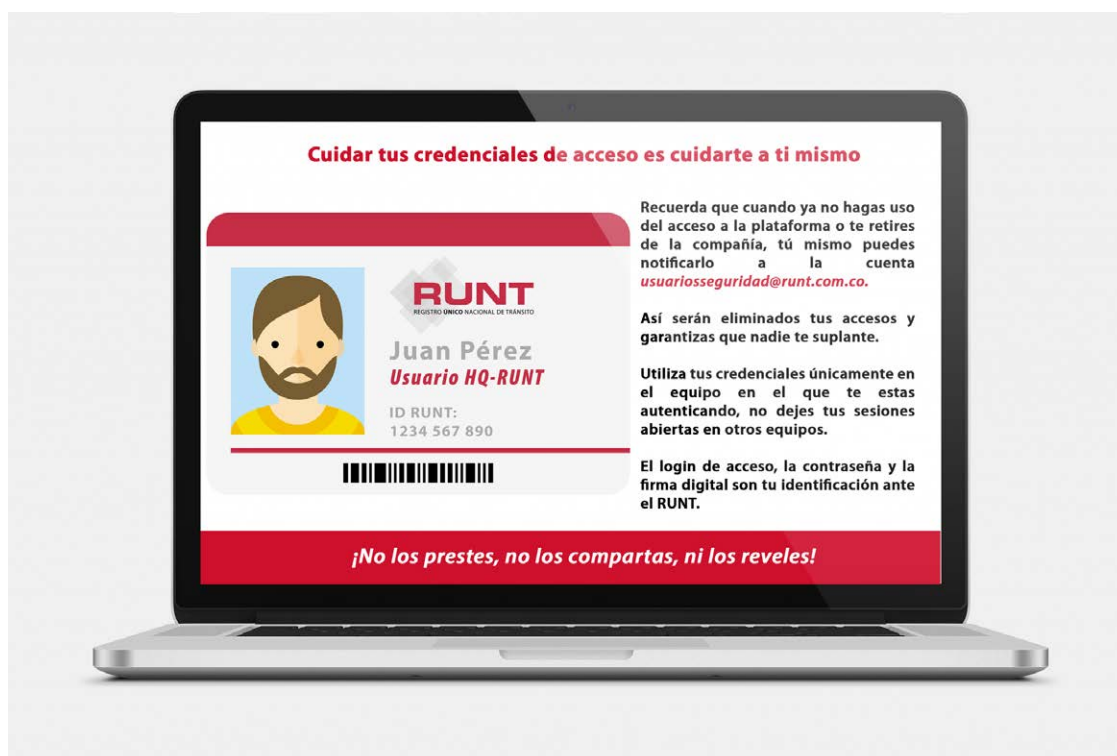 Cuidar tus credenciales de acceso es cuidarte a ti mismo
RUNT
REGISTRO ÚNICO NACIONAL DE TRÁNSITO
Juan Pérez
Usuario HQ-RUNT
ID RUNT:
1234 567 890
Recuerda que cuando ya no hagas uso
del acceso a la plataforma o te retires
de la compañía, tú mismo puedes
notificarlo a la cuenta
usuariosseguridad@runt.com.co.
Así serán eliminados tus accesos y
garantizas que nadie te suplante.
Utiliza tus credenciales únicamente en
el equipo en el que te estas
autenticando, no dejes tus sesiones
abiertas en otros equipos.
El login de acceso, la contraseña y la
firma digital son tu identificación ante
el RUNT.
¡No los prestes, no los compartas, ni los reveles!